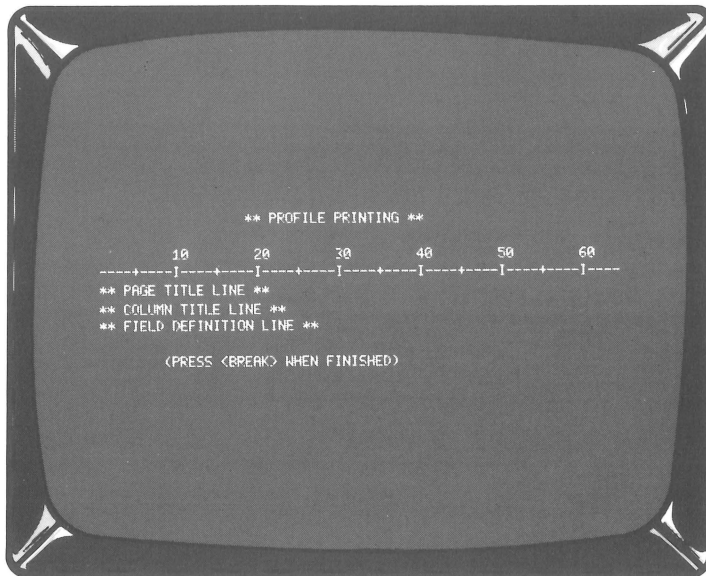 ** PROFILE PRINTING **
10 20 30 40 50 60
----+----I----+----I----+----I----+----I----+----I----+----I----
** PAGE TITLE LINE **
** COLUMN TITLE LINE **
** FIELD DEFINITION LINE **
(PRESS <BREAK> WHEN FINISHED)